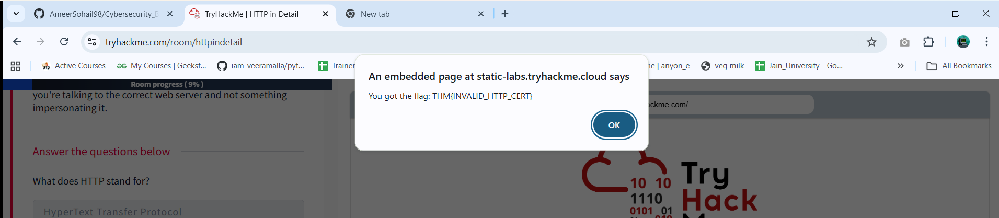 AmeerSohail98/Cybersecurity_B
TryHackMe | HTTP in Detail
New tab
tryhackme.com/room/httpindetail
Active Courses
My Courses | Geeksf...
iam-veeramalla/pyt...
Trainer
e | anyon_e
veg milk
Jain_University - Go...
All Bookmarks
An embedded page at static-labs.tryhackme.cloud says
You got the flag: THM{INVALID_HTTP_CERT}
OK
Room progress ( 9% )
you're talking to the correct web server and not something
impersonating it.
Answer the questions below
What does HTTP stand for?
HyperText Transfer Protocol
ackme.com/
Try
Hack
10 10
1110
0101 01